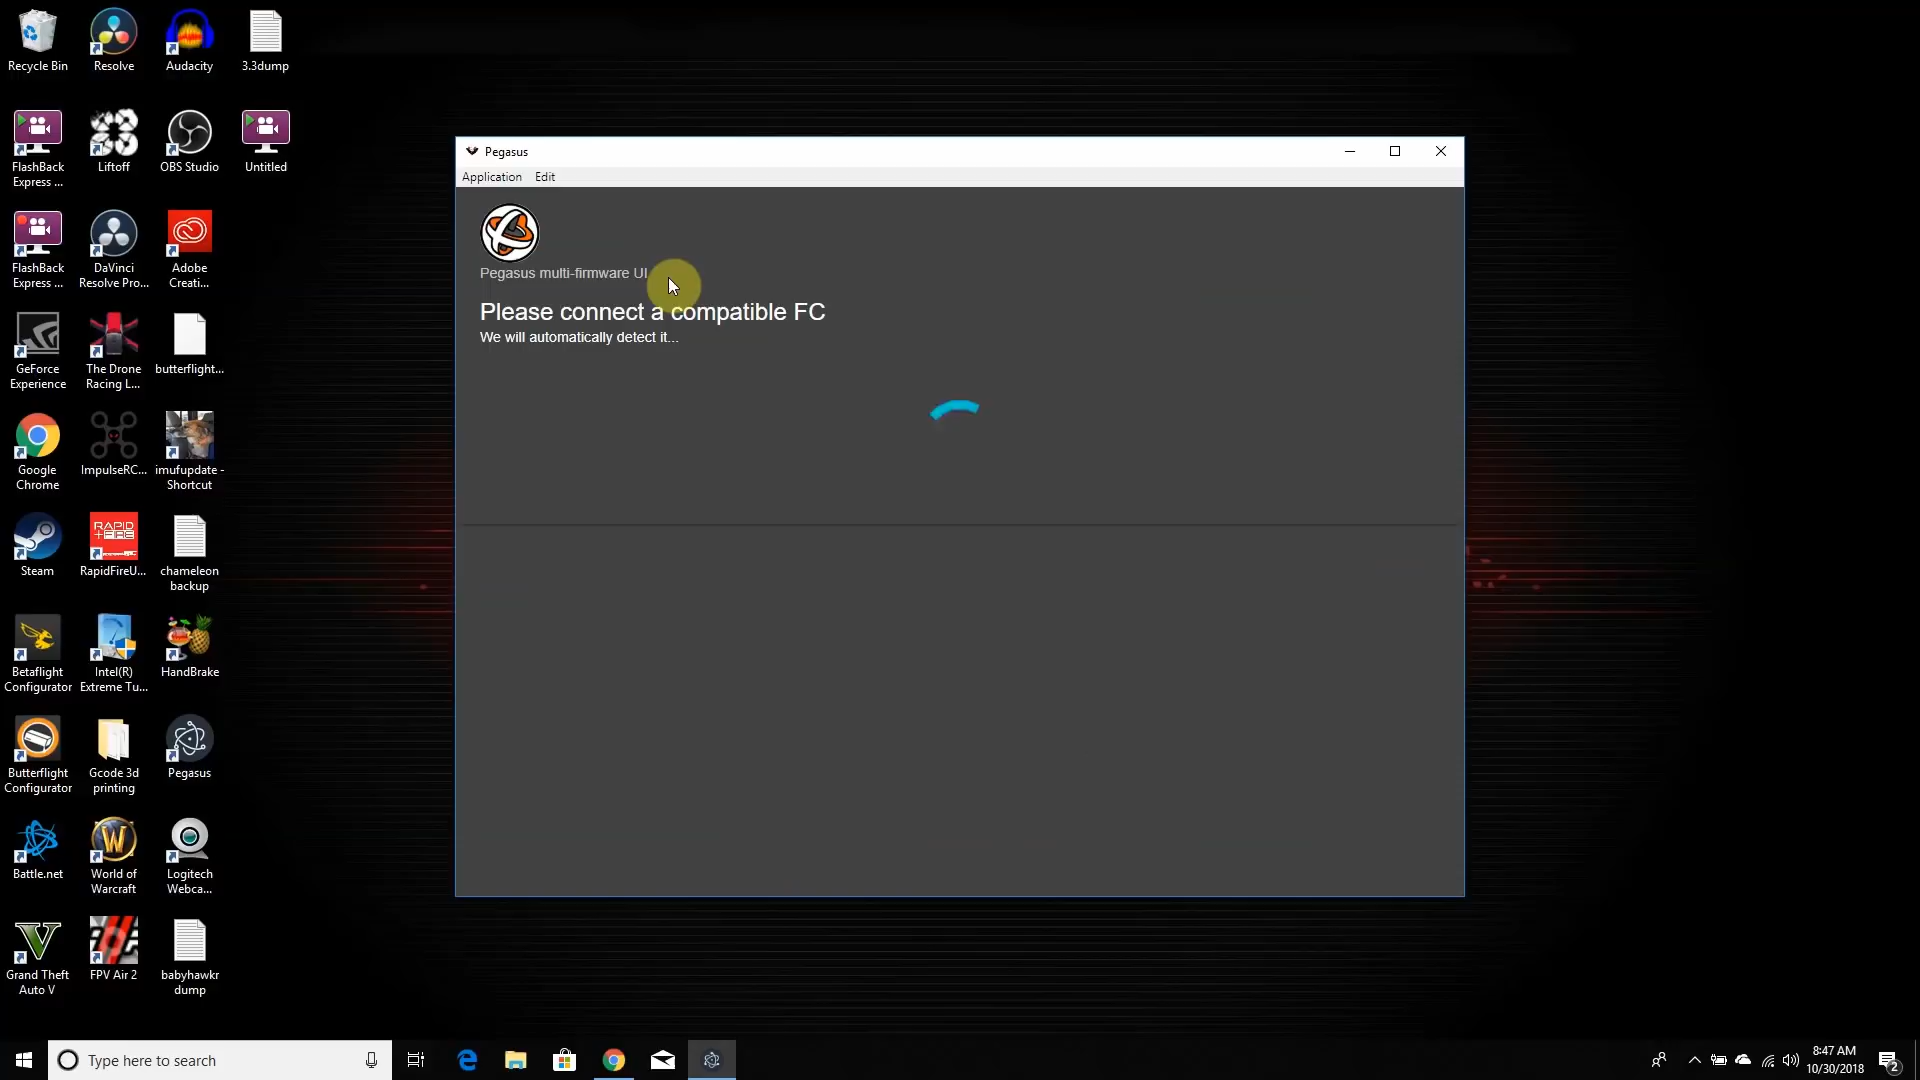 Recycle Bin
Resolve
Audacity
3.3dump
FlashBack
Express ...
Liftoff
OBS Studio
Untitled
FlashBack
Express ...
DaVinci
Resolve Pro...
Adobe
Creati...
GeForce
Experience
The Drone
Racing L...
butterflight...
Google
Chrome
ImpulseRC...
imufupdate -
Shortcut
Steam
RAPID
+FIRE
RapidFireU...
chameleon
backup
Betaflight
Configurator
Intel(R)
Extreme Tu...
HandBrake
Butterflight
Configurator
Gcode 3d
printing
Pegasus
Battle.net
World of
Warcraft
Logitech
Webca...
Grand Theft
Auto V
FPV Air 2
babyhawkr
dump
Pegasus
Application Edit
Pegasus multi-firmware UI
Please connect a compatible FC
We will automatically detect it...
Type here to search
8:47 AM
10/30/2018
2